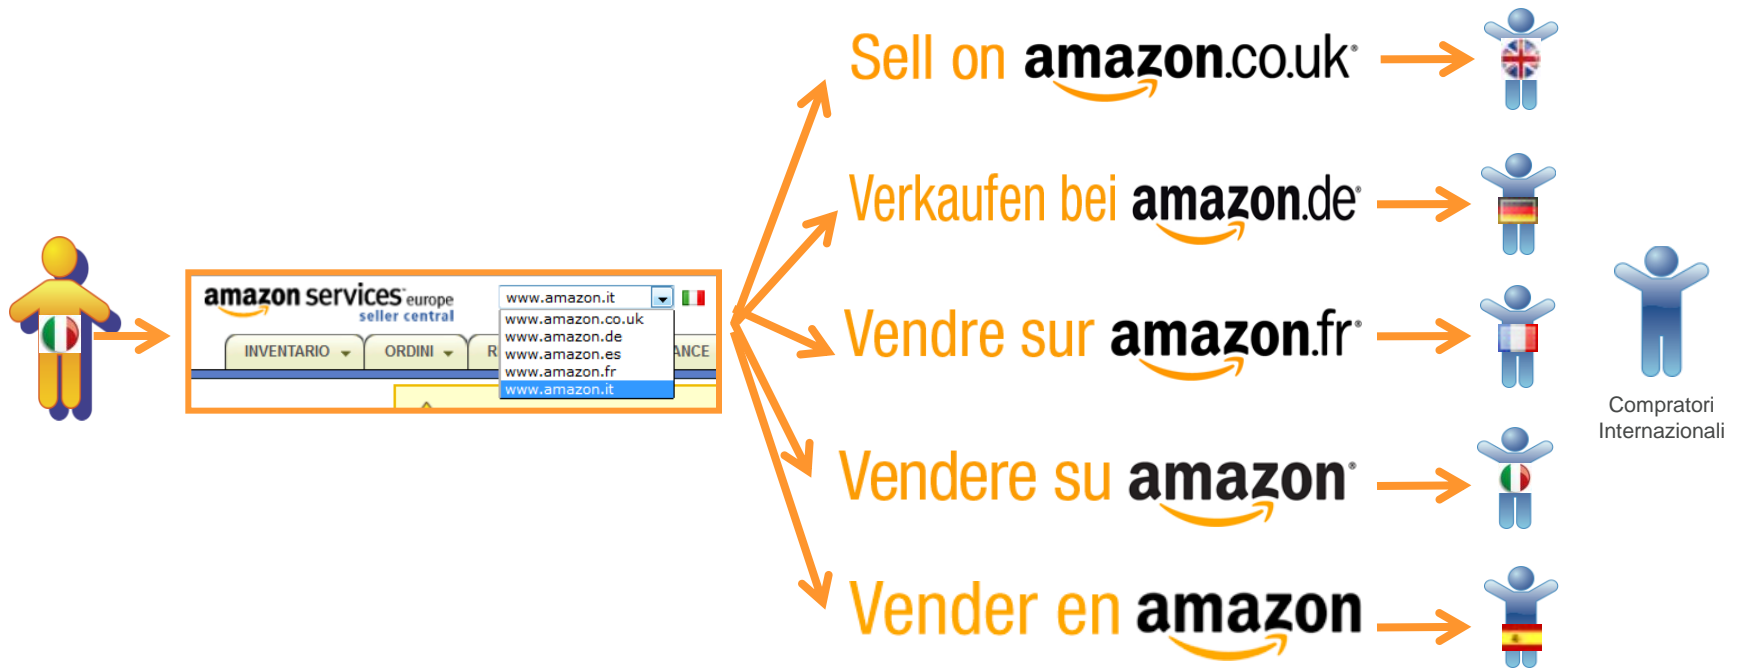 Sell on amazon.co.uk
Verkaufen bei amazon.de
amazon services europe
seller central
www.amazon.it
www.amazon.co.uk
www.amazon.de
www.amazon.es
www.amazon.fr
www.amazon.it
INVENTARIO
ORDINI
R
ANCE
Vendre sur amazon.fr
Compratori
Internazionali
Vendere su amazon
Vender en amazon